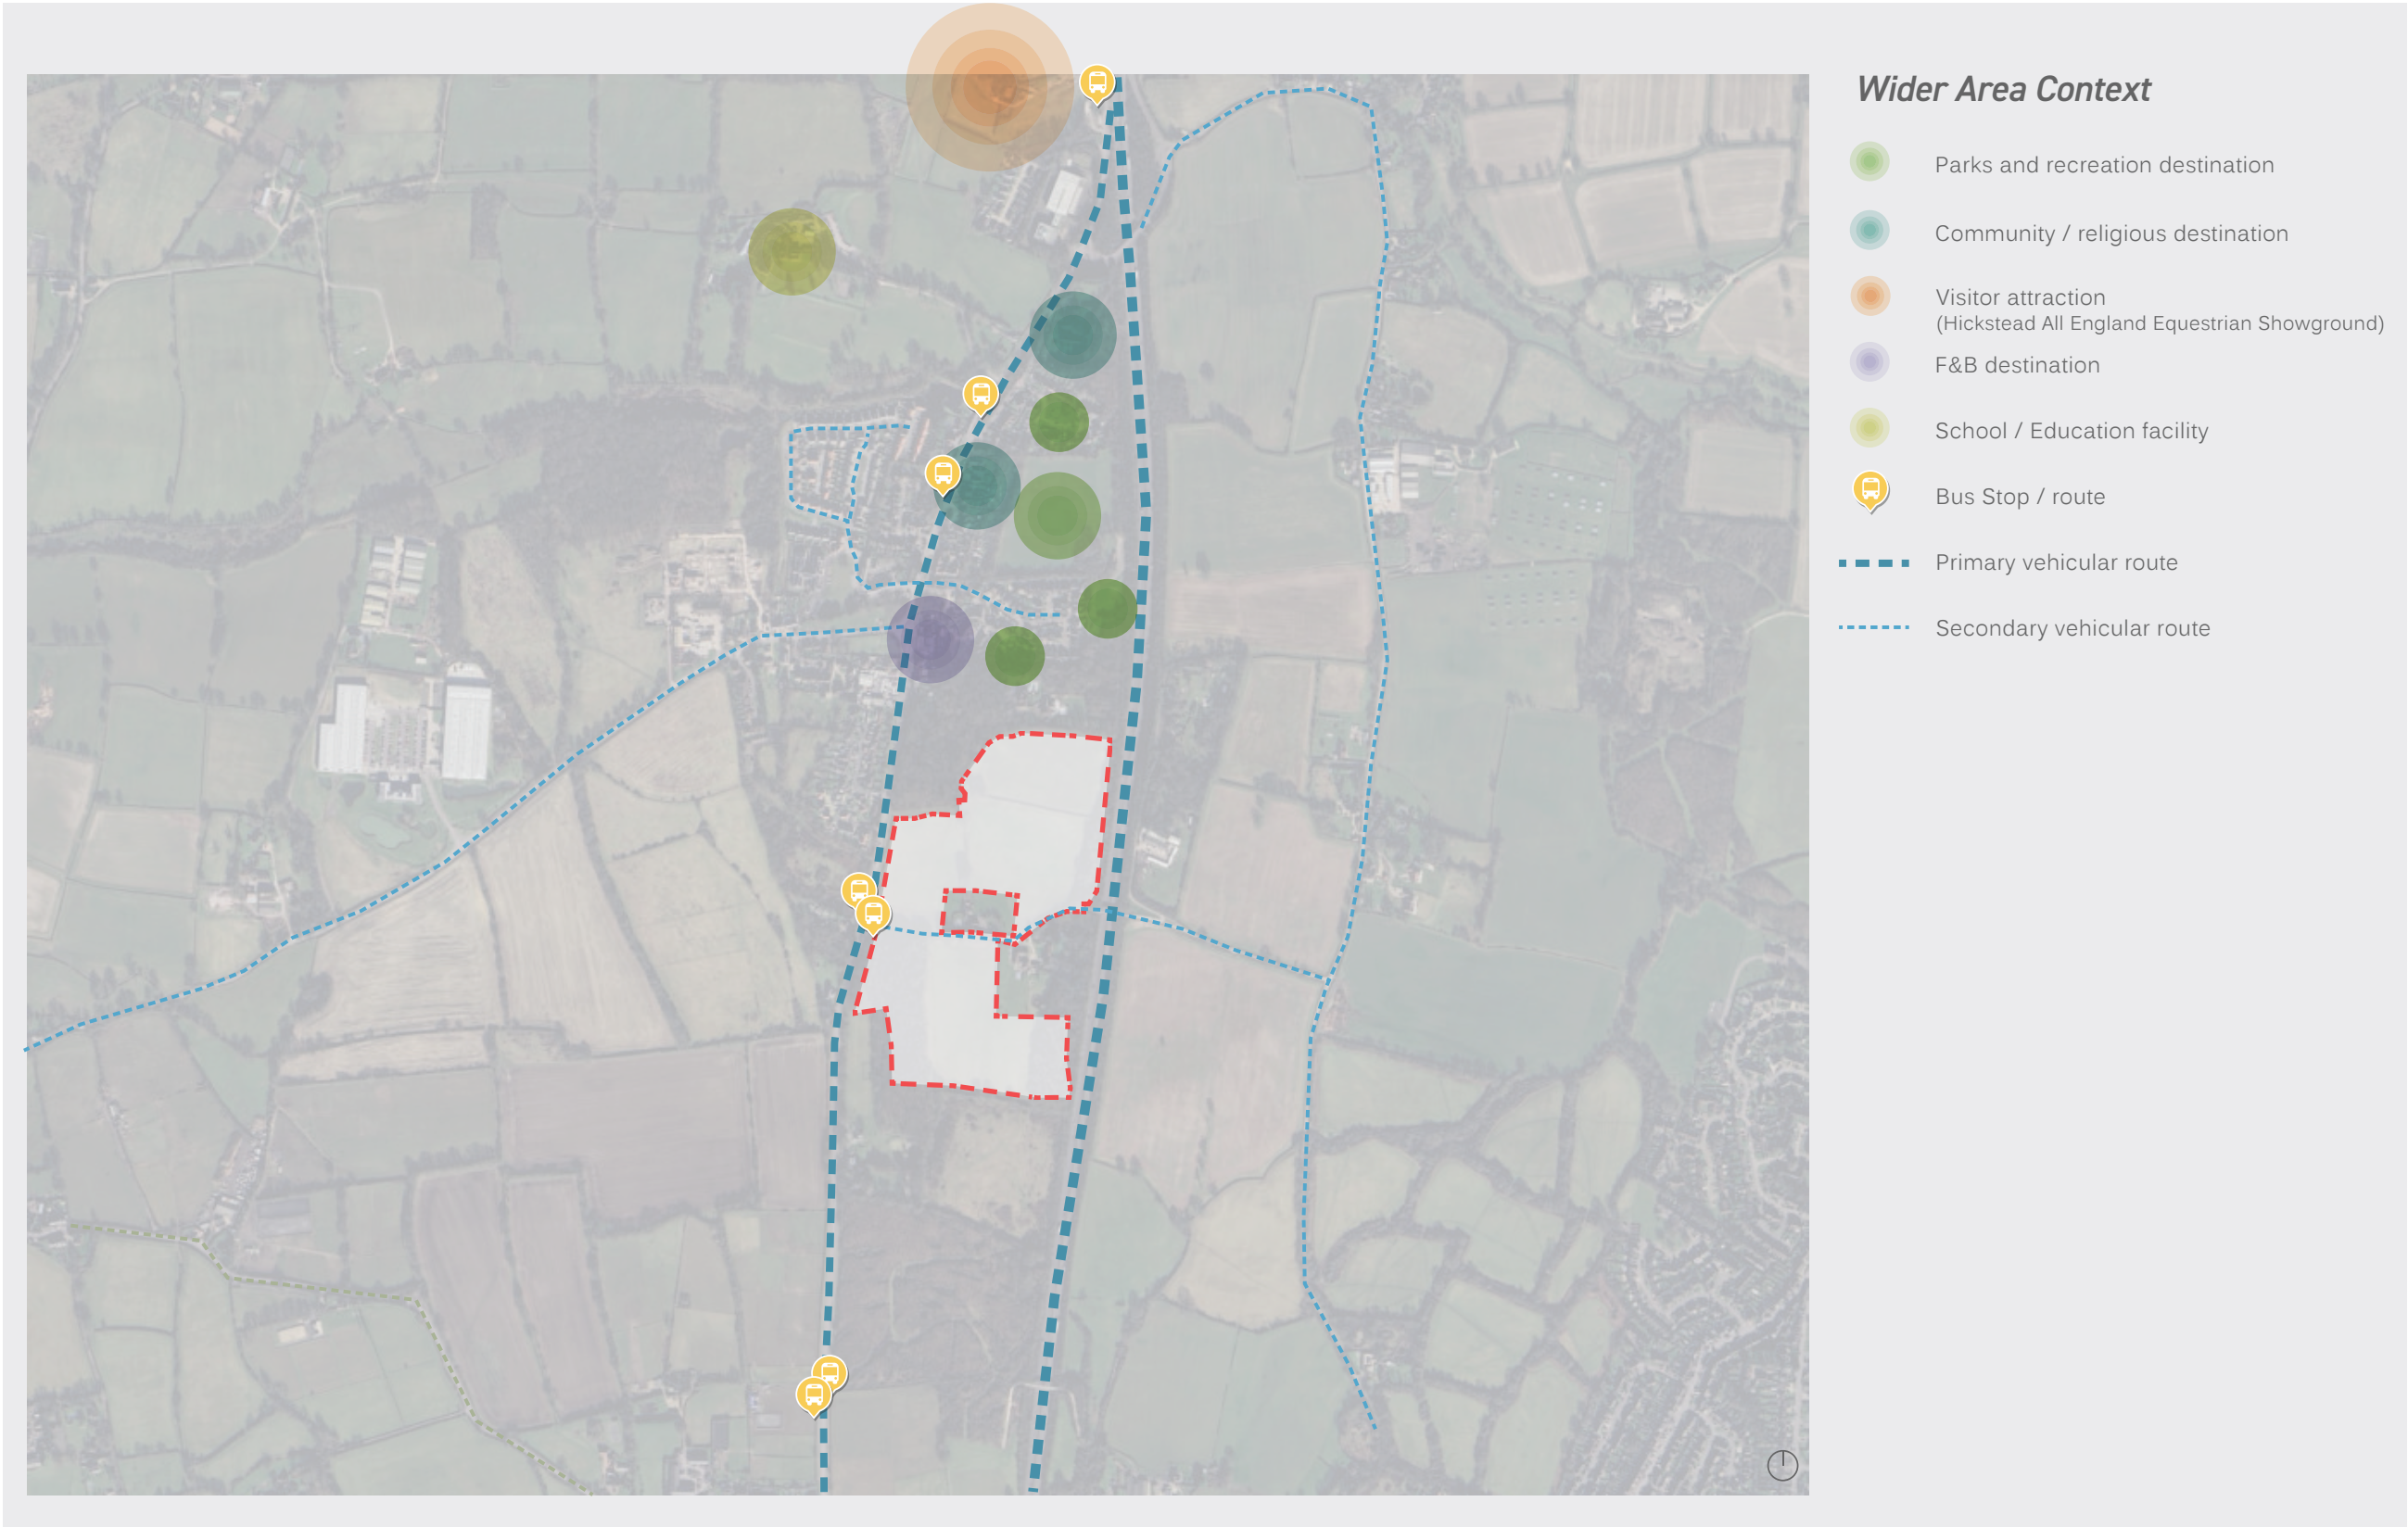 Wider Area Context
Parks and recreation destination
Community / religious destination
Visitor attraction
(Hickstead All England Equestrian Showground)
F&B destination
School / Education facility
Bus Stop / route
Primary vehicular route
Secondary vehicular route